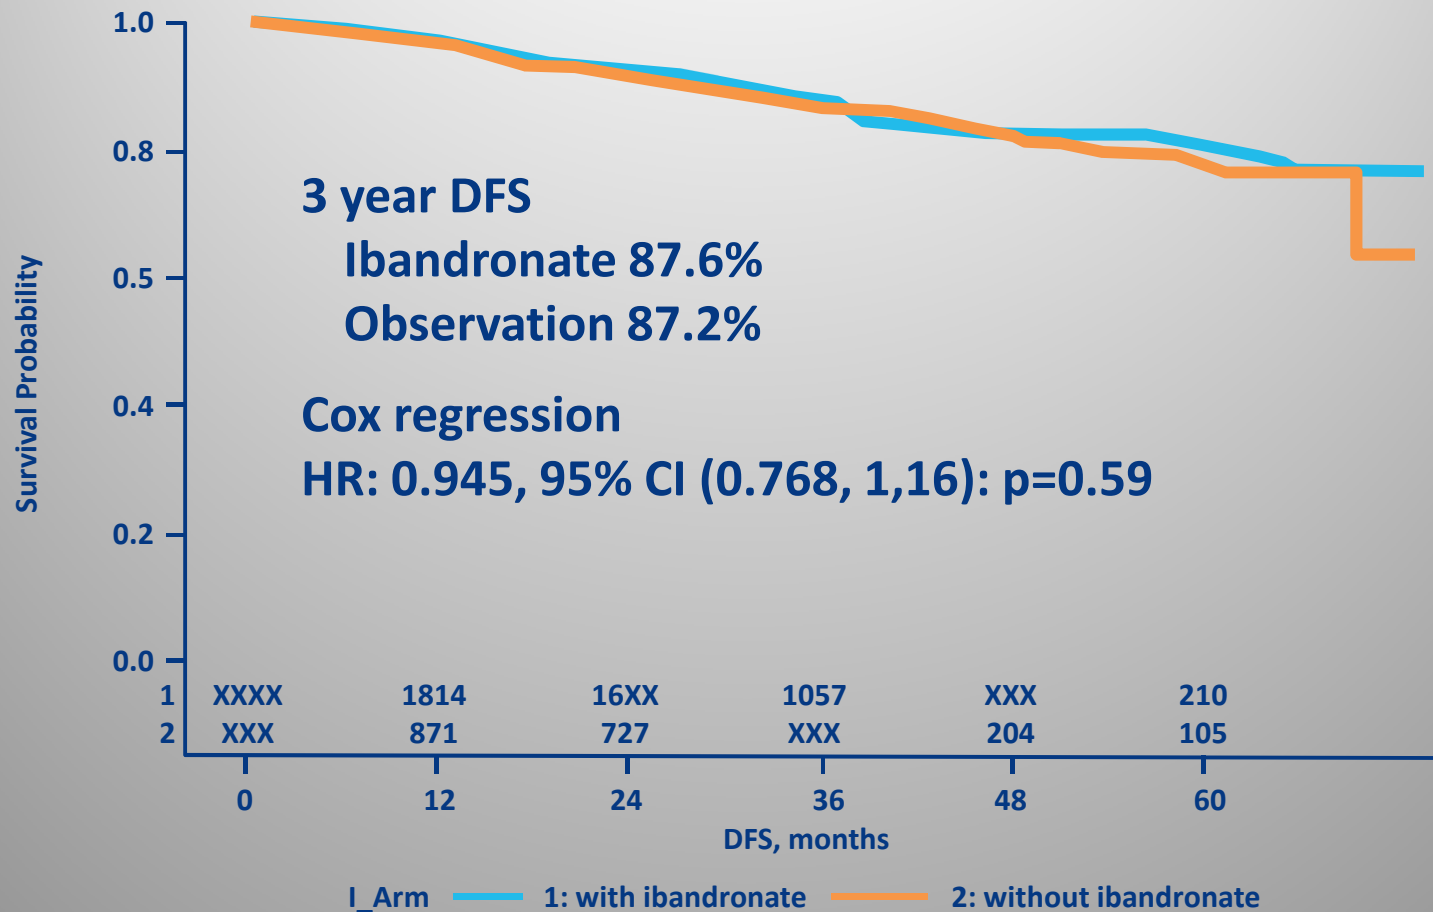 1.0
0.8
0.5
0.4
0.2
0.0
Survival Probability
3 year DFS
Ibandronate 87.6%
Observation 87.2%
Cox regression
HR: 0.945, 95% CI (0.768, 1,16): p=0.59
1 XXXX 1814 16XX 1057 XXX 210
2 XXX 871 727 XXX 204 105
0 12 24 36 48 60
DFS, months
I_Arm 1: with ibandronate 2: without ibandronate